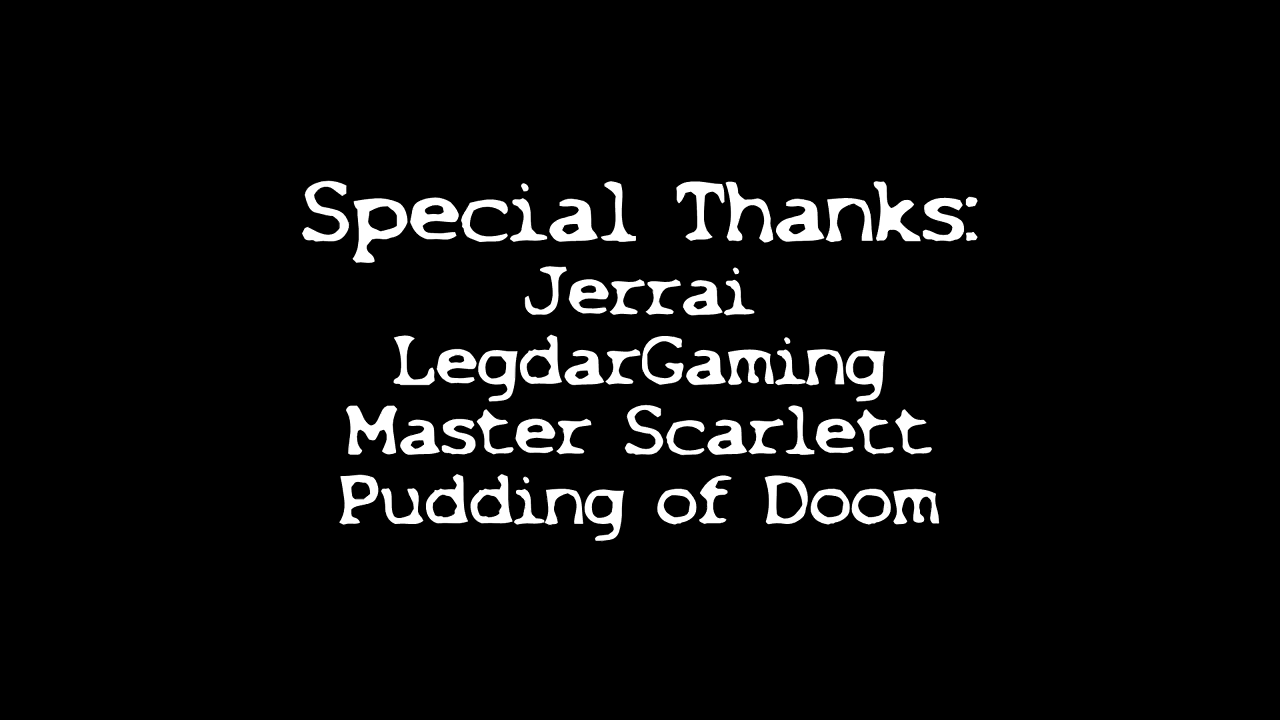 Special Thanks:
Jerrai
LegdarGaming
Master Scarlett
Pudding of Doom